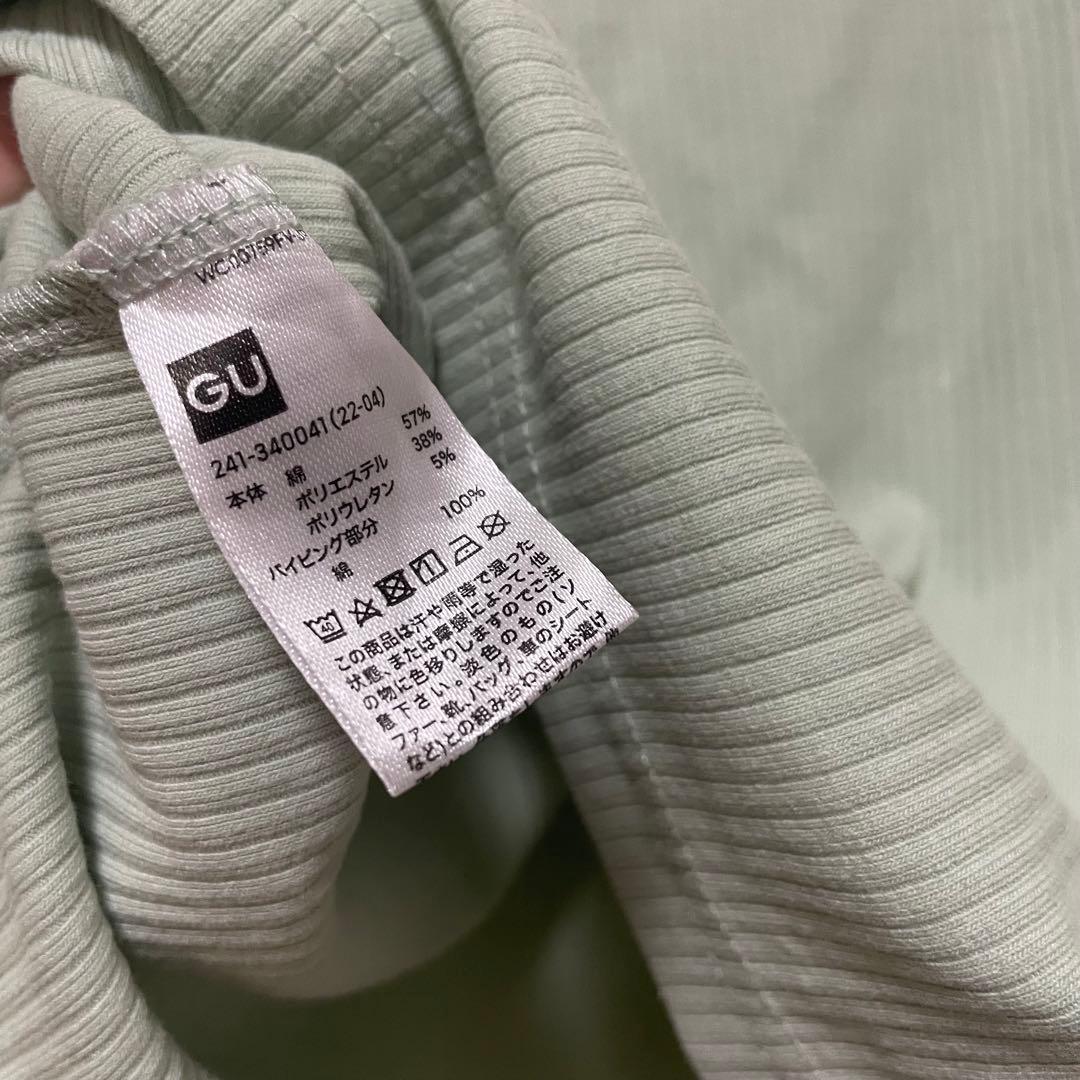 GU
241-340041(22-04)
本体 綿 57%
ポリエステル 38%
ポリウレタン 5%
パイピング部分
綿 100%
40
この商品は汗や雨等で湿った
状態、または摩擦によって、他
の物に色移りしますのでご注
意下さい。淡色のもの(ソ
ファー、靴、バッグ、車のシート
など)との組み合わせはお避け